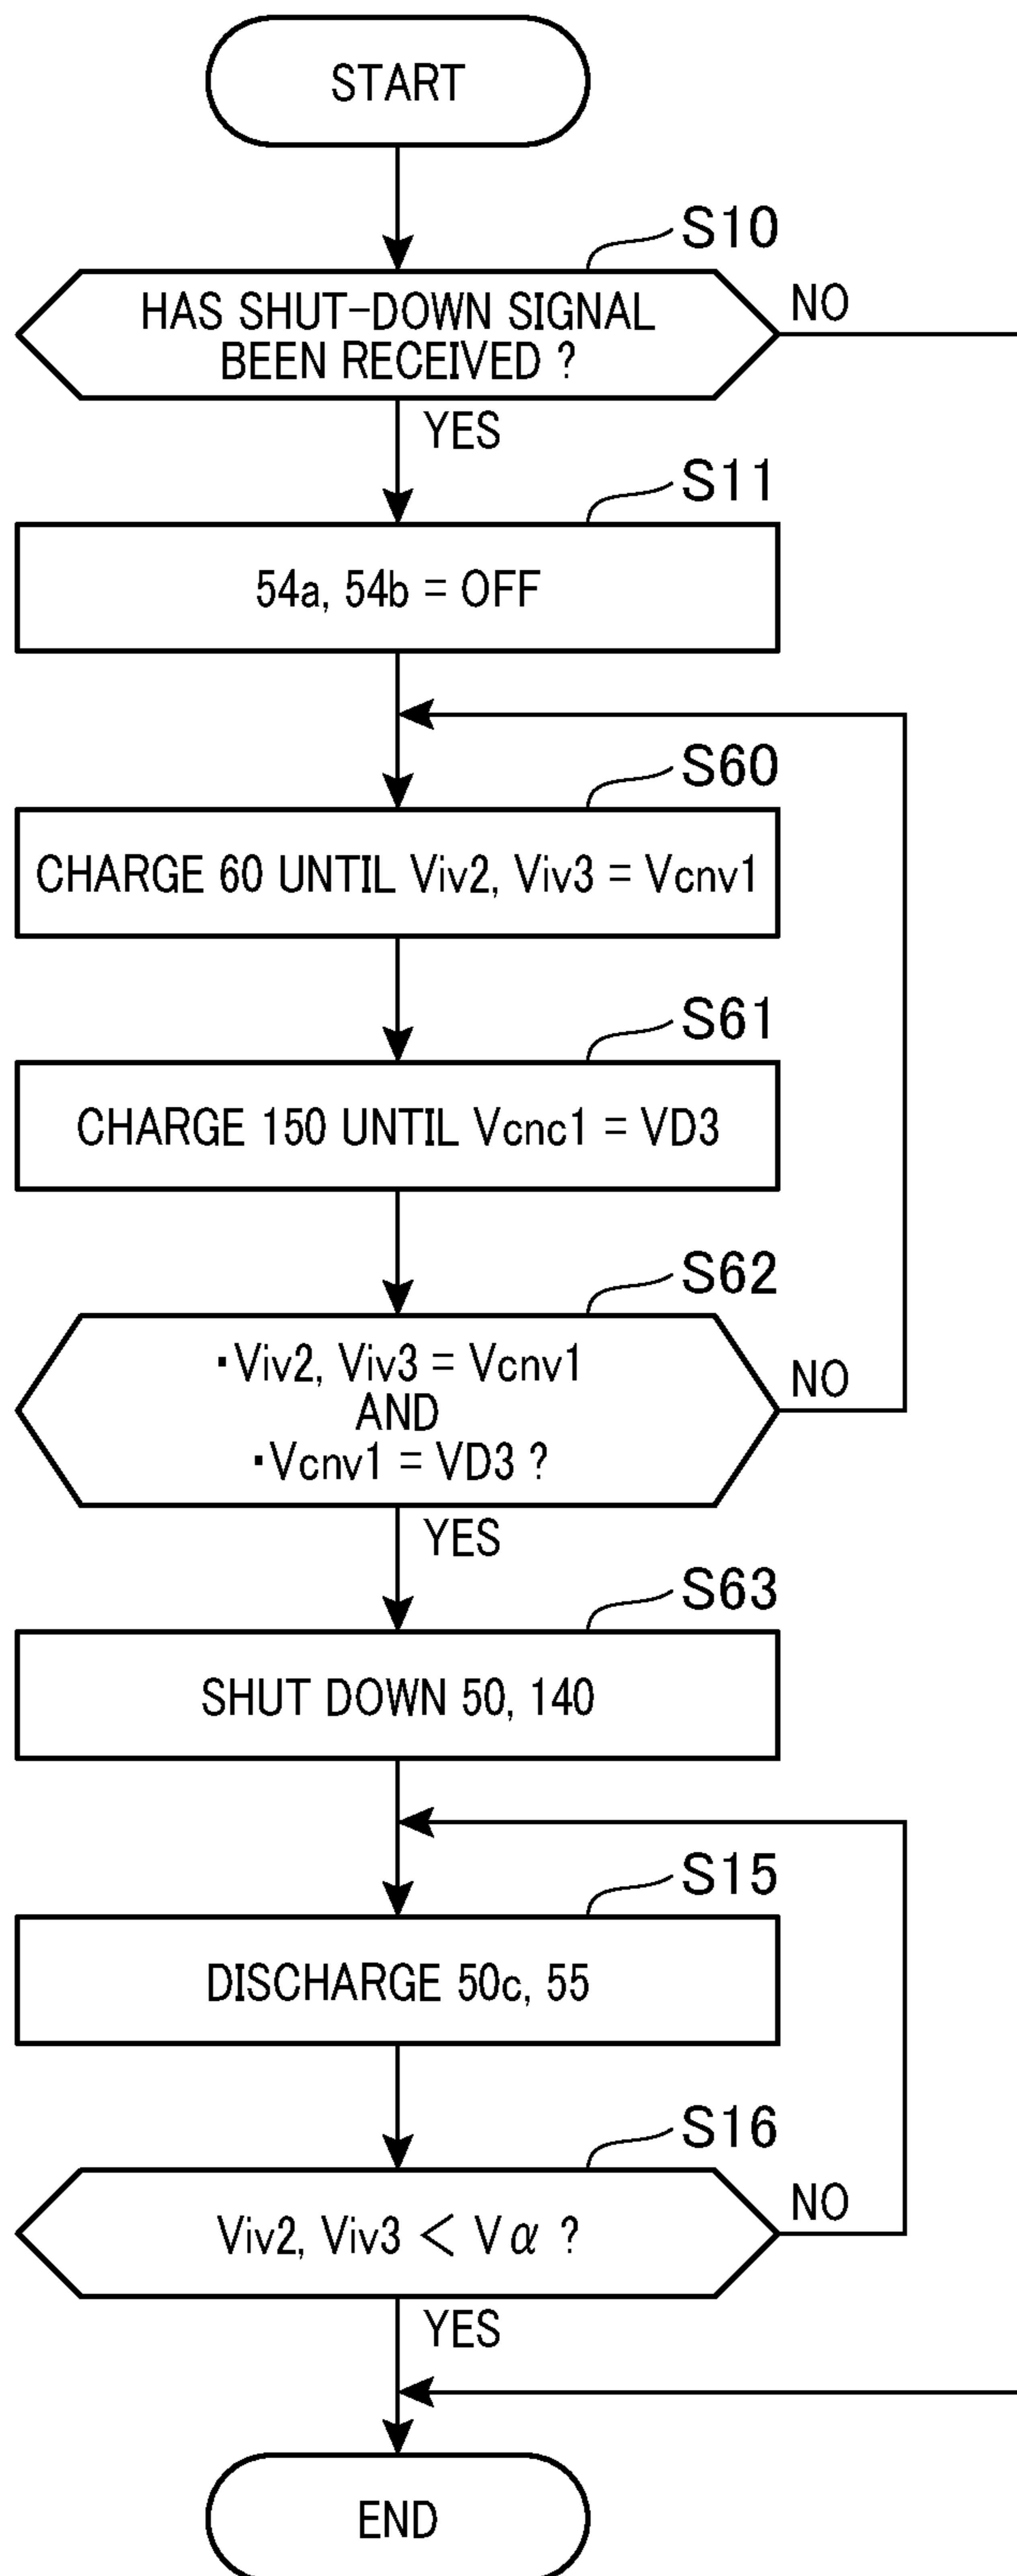 START
S10
HAS SHUT-DOWN SIGNAL
BEEN RECEIVED ?
NO
YES
S11
54a, 54b = OFF
S60
CHARGE 60 UNTIL Viv2, Viv3 = Vcnv1
S61
CHARGE 150 UNTIL Vcnc1 = VD3
S62
・Viv2, Viv3 = Vcnv1
AND
・Vcnv1 = VD3 ?
NO
YES
S63
SHUT DOWN 50, 140
S15
DISCHARGE 50c, 55
S16
Viv2, Viv3 < Vα ?
NO
YES
END